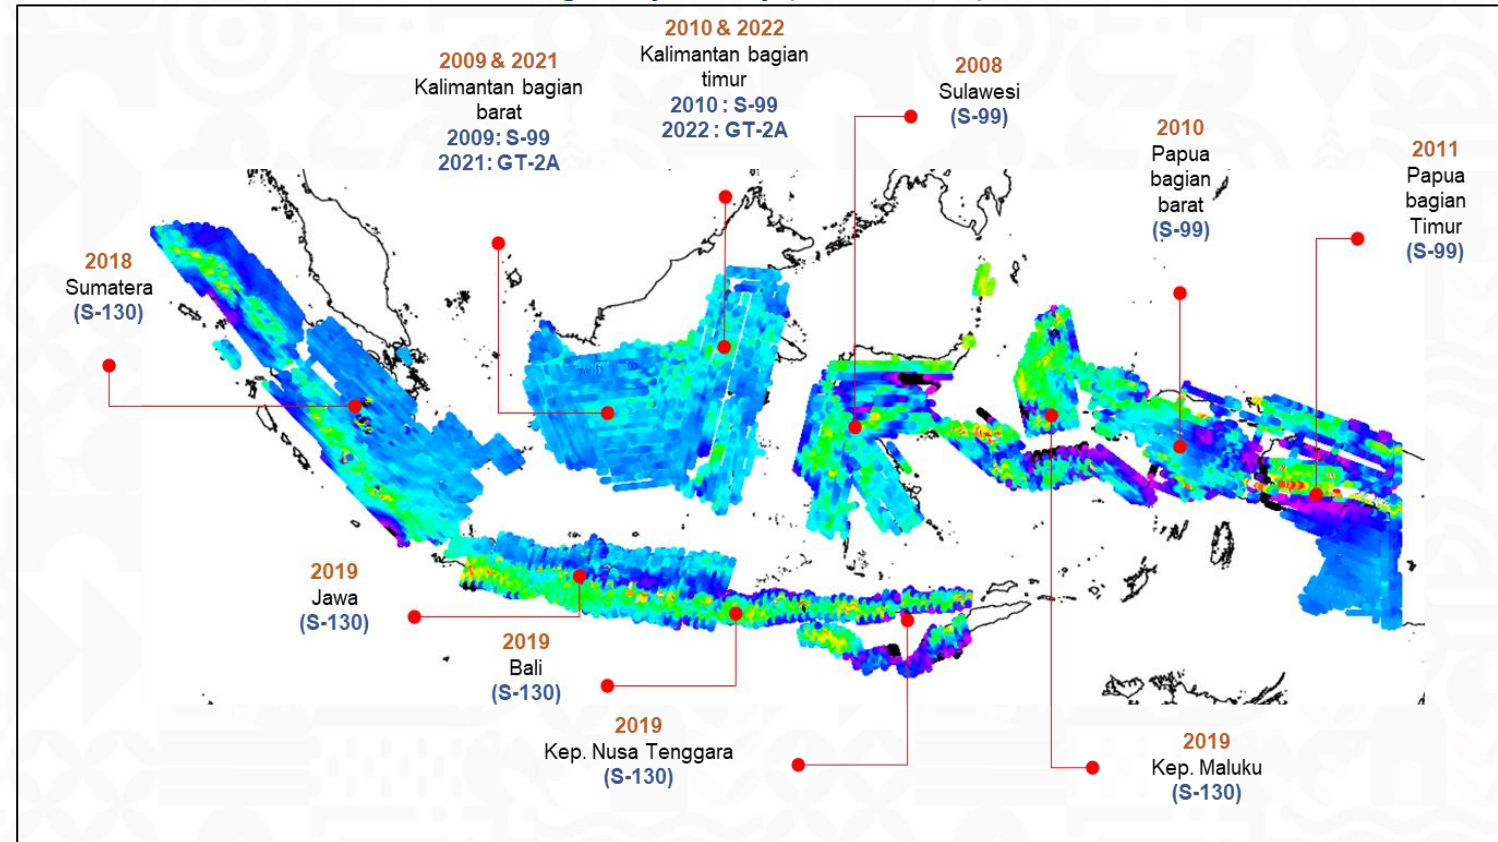 2010 & 2022
Kalimantan bagian
timur
2010 : S-99
2022 : GT-2A
2009 & 2021
Kalimantan bagian
barat
2009: S-99
2021: GT-2A
2008
Sulawesi
(S-99)
2010
Papua
bagian
barat
(S-99)
2011
Papua
bagian
Timur
(S-99)
2018
Sumatera
(S-130)
2019
Jawa
(S-130)
2019
Bali
(S-130)
2019
Kep. Nusa Tenggara
(S-130)
2019
Kep. Maluku
(S-130)